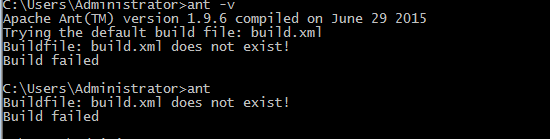 C:\Users\Administrator>ant -v
Apache Ant(TM) version 1.9.6 compiled on June 29 2015
Trying the default build file: build.xml
Buildfile: build.xml does not exist!
Build failed
C:\Users\Administrator>ant
Buildfile: build.xml does not exist!
Build failed